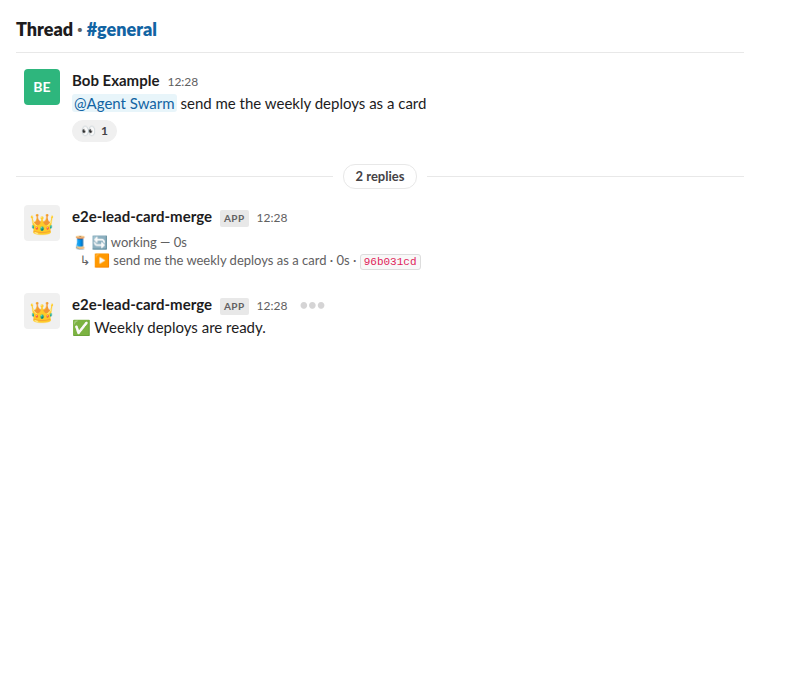 Thread • #general
BE
Bob Example 12:28
@Agent Swarm send me the weekly deploys as a card
👀 1
2 replies
e2e-lead-card-merge APP 12:28
🧵 🔄 working — 0s
↳ ▶️ send me the weekly deploys as a card · 0s · 96b031cd
e2e-lead-card-merge APP 12:28
✅ Weekly deploys are ready.